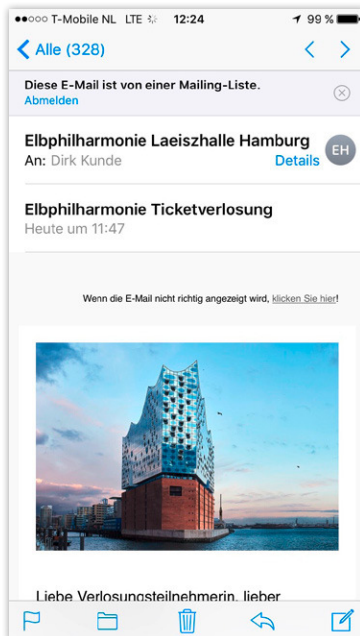 T-Mobile NL LTE 12:24 99 %
Alle (328)
Diese E-Mail ist von einer Mailing-Liste.
Abmelden
Elbphilharmonie Laeiszhalle Hamburg
EH
An: Dirk Kunde
Details
Elbphilharmonie Ticketverlosung
Heute um 11:47
Wenn die E-Mail nicht richtig angezeigt wird, klicken Sie hier!
Liebe Verlosungsteilnehmerin, lieber